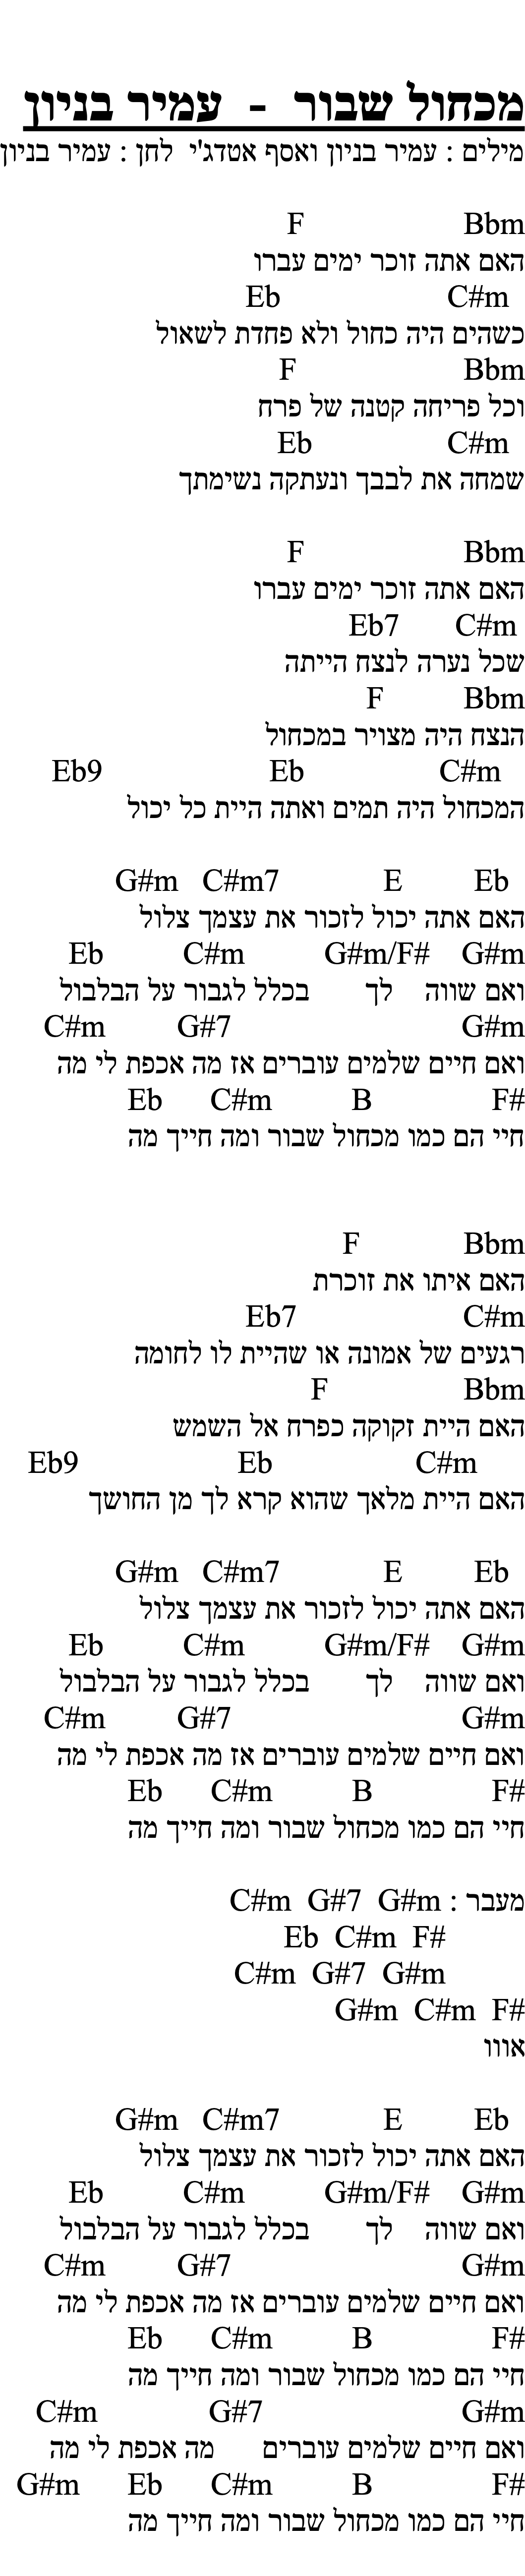 מכחול שבור - עמיר בניון
מילים : עמיר בניון ואסף אטדג'י לחן : עמיר בניון
Bbm F
האם אתה זוכר ימים עברו
C#m Eb
כשהים היה כחול ולא פחדת לשאול
Bbm F
וכל פריחה קטנה של פרח
C#m Eb
שמחה את לבבך ונעתקה נשימתך
Bbm F
האם אתה זוכר ימים עברו
C#m Eb7
שכל נערה לנצח הייתה
Bbm F
הנצח היה מצויר במכחול
C#m Eb Eb9
המכחול היה תמים ואתה היית כל יכול
Eb E C#m7 G#m
האם אתה יכול לזכור את עצמך צלול
G#m G#m/F# C#m Eb
ואם שווה לך בכלל לגבור על הבלבול
G#m G#7 C#m
ואם חיים שלמים עוברים אז מה אכפת לי מה
F# B C#m Eb
חיי הם כמו מכחול שבור ומה חייך מה
Bbm F
האם איתו את זוכרת
C#m Eb7
רגעים של אמונה או שהיית לו לחומה
Bbm F
האם היית זקוקה כפרח אל השמש
C#m Eb Eb9
האם היית מלאך שהוא קרא לך מן החושך
Eb E C#m7 G#m
האם אתה יכול לזכור את עצמך צלול
G#m G#m/F# C#m Eb
ואם שווה לך בכלל לגבור על הבלבול
G#m G#7 C#m
ואם חיים שלמים עוברים אז מה אכפת לי מה
F# B C#m Eb
חיי הם כמו מכחול שבור ומה חייך מה
מעבר : G#m G#7 C#m
F# C#m Eb
G#m G#7 C#m
F# C#m G#m
אווו
Eb E C#m7 G#m
האם אתה יכול לזכור את עצמך צלול
G#m G#m/F# C#m Eb
ואם שווה לך בכלל לגבור על הבלבול
G#m G#7 C#m
ואם חיים שלמים עוברים אז מה אכפת לי מה
F# B C#m Eb
חיי הם כמו מכחול שבור ומה חייך מה
G#m G#7 C#m
ואם חיים שלמים עוברים מה אכפת לי מה
F# B C#m Eb G#m
חיי הם כמו מכחול שבור ומה חייך מה